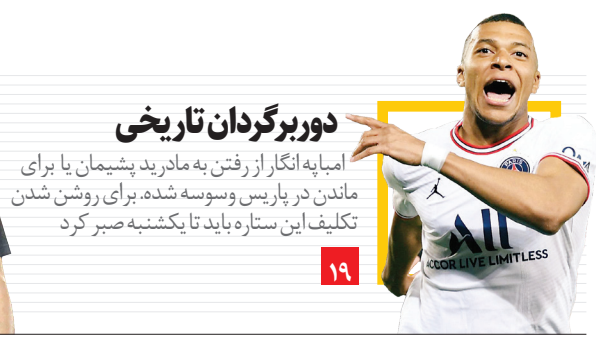 دوربرگردان تاریخی
امباپه انگار از رفتن به مادرید پشیمان یا برای
ماندن در پاریس وسوسه شده. برای روشن شدن
تکلیف این ستاره باید تا یکشنبه صبر کرد
۱۹
PARIS
ALL
ACCOR LIVE LIMITLESS